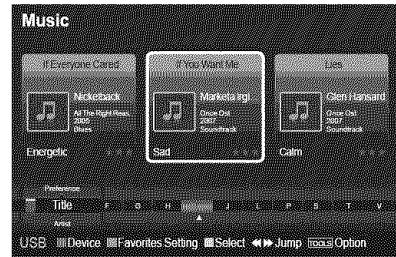 Music
If Everyone Cared
Nickelback
All The Right Reas.
2005
Blues
Energetic
If You Want Me
Marketa Irgl.
Once Ost
2007
Soundtrack
Sad
Lies
Glen Hansard
Once Ost
2007
Soundtrack
Calm
Preference
Title
F G H J L P S T V
Artist
USB Device Favorites Setting Select Jump TOOLS Option